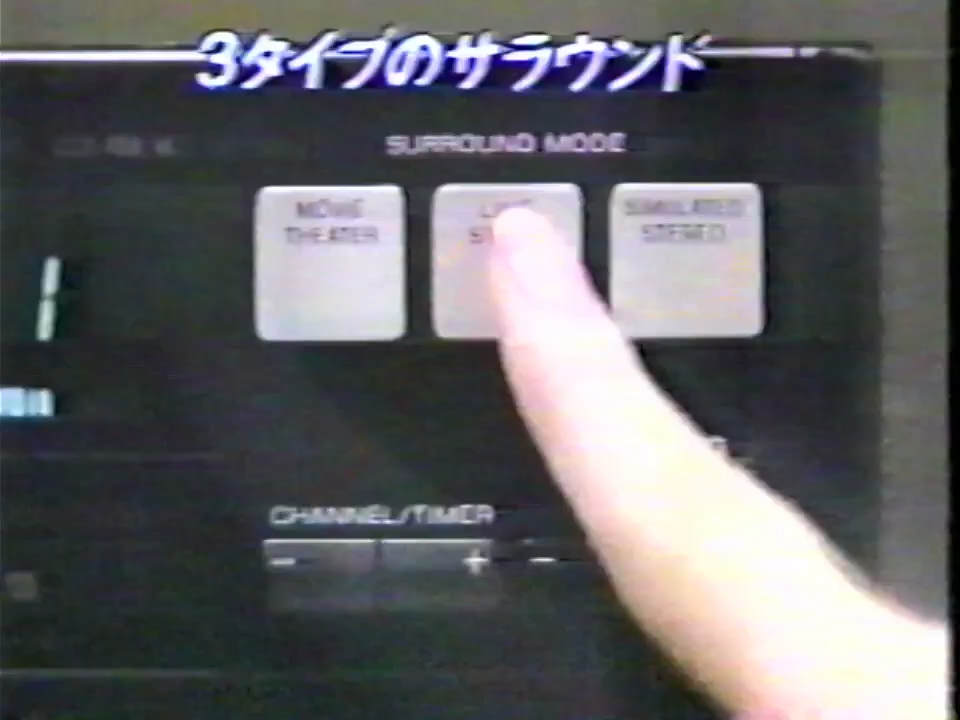 3タイプのサラウンド
SURROUND MODE
MOVIE
THEATER
SIMULATED
STEREO
CHANNEL/TIMER
- + -